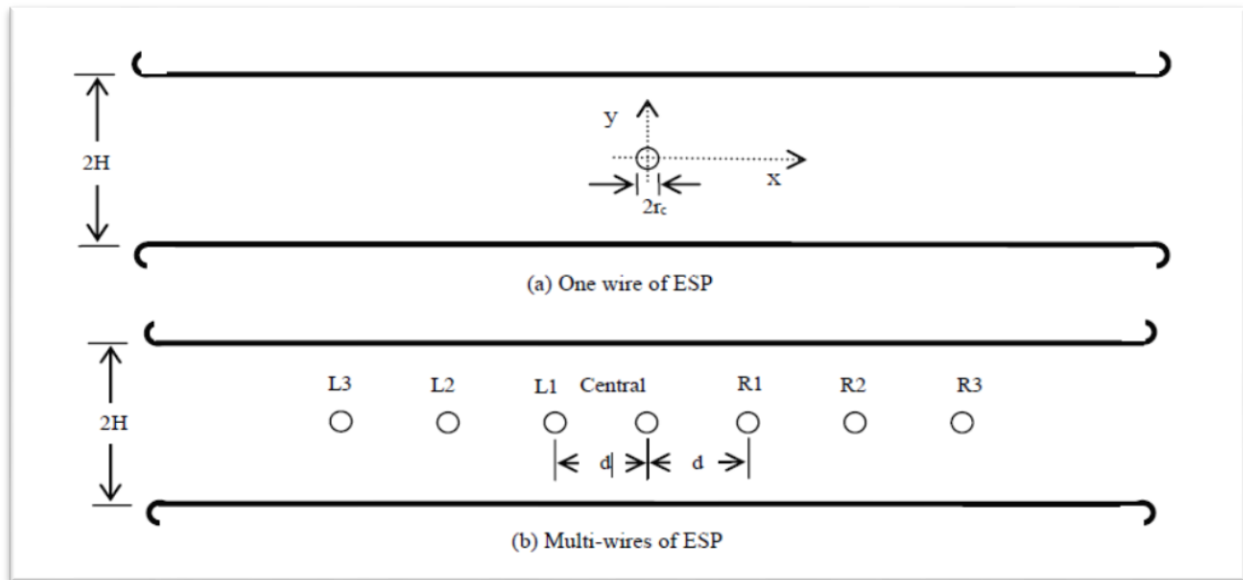 y
2H
x
2rc
(a) One wire of ESP
L3 L2 L1 Central R1 R2 R3
2H
d d
(b) Multi-wires of ESP